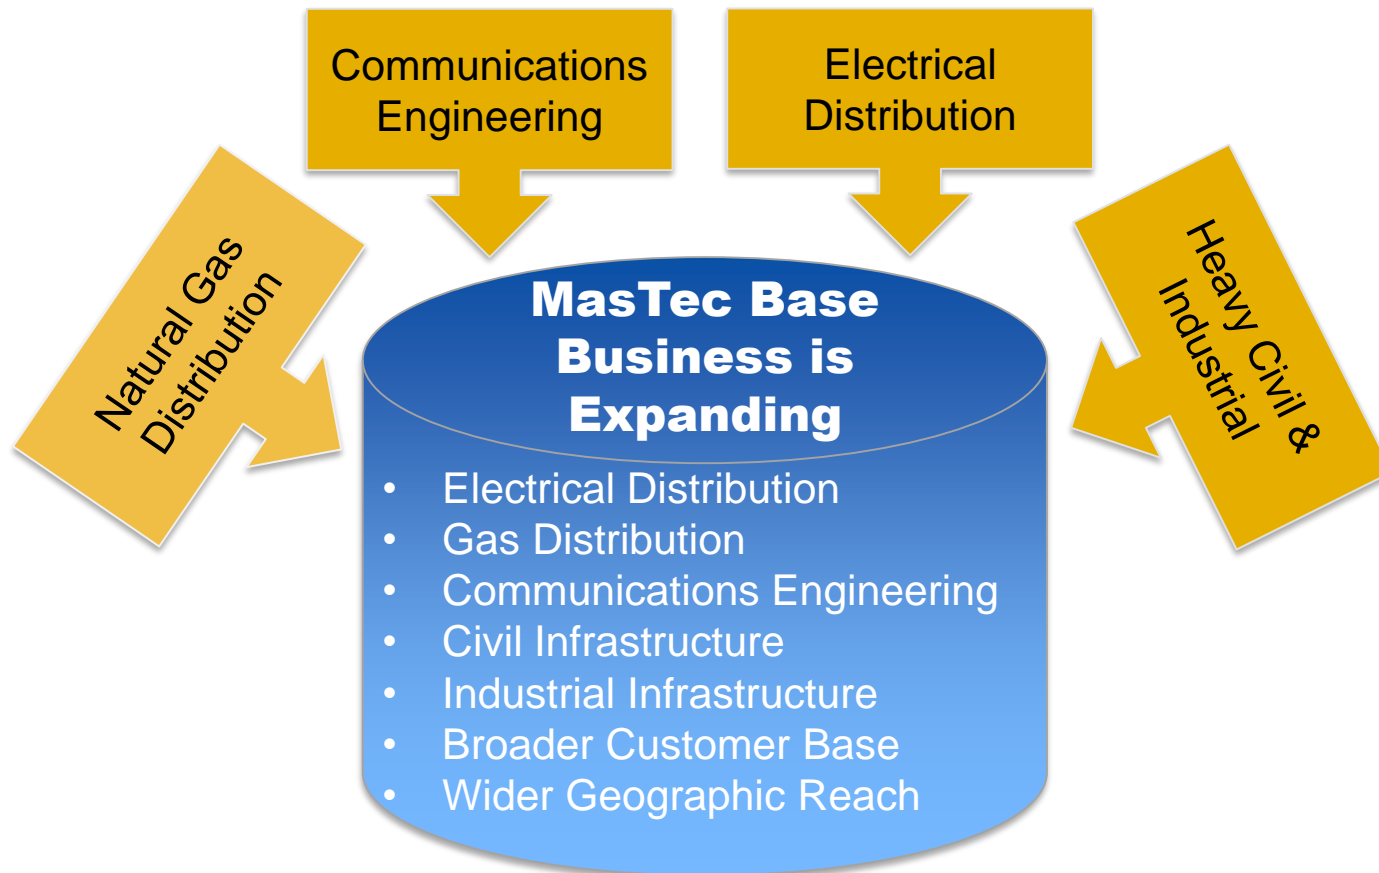 Communications
Engineering
Electrical
Distribution
Natural Gas
Distribution
Heavy Civil &
Industrial
MasTec Base
Business is
Expanding
• Electrical Distribution
• Gas Distribution
• Communications Engineering
• Civil Infrastructure
• Industrial Infrastructure
• Broader Customer Base
• Wider Geographic Reach